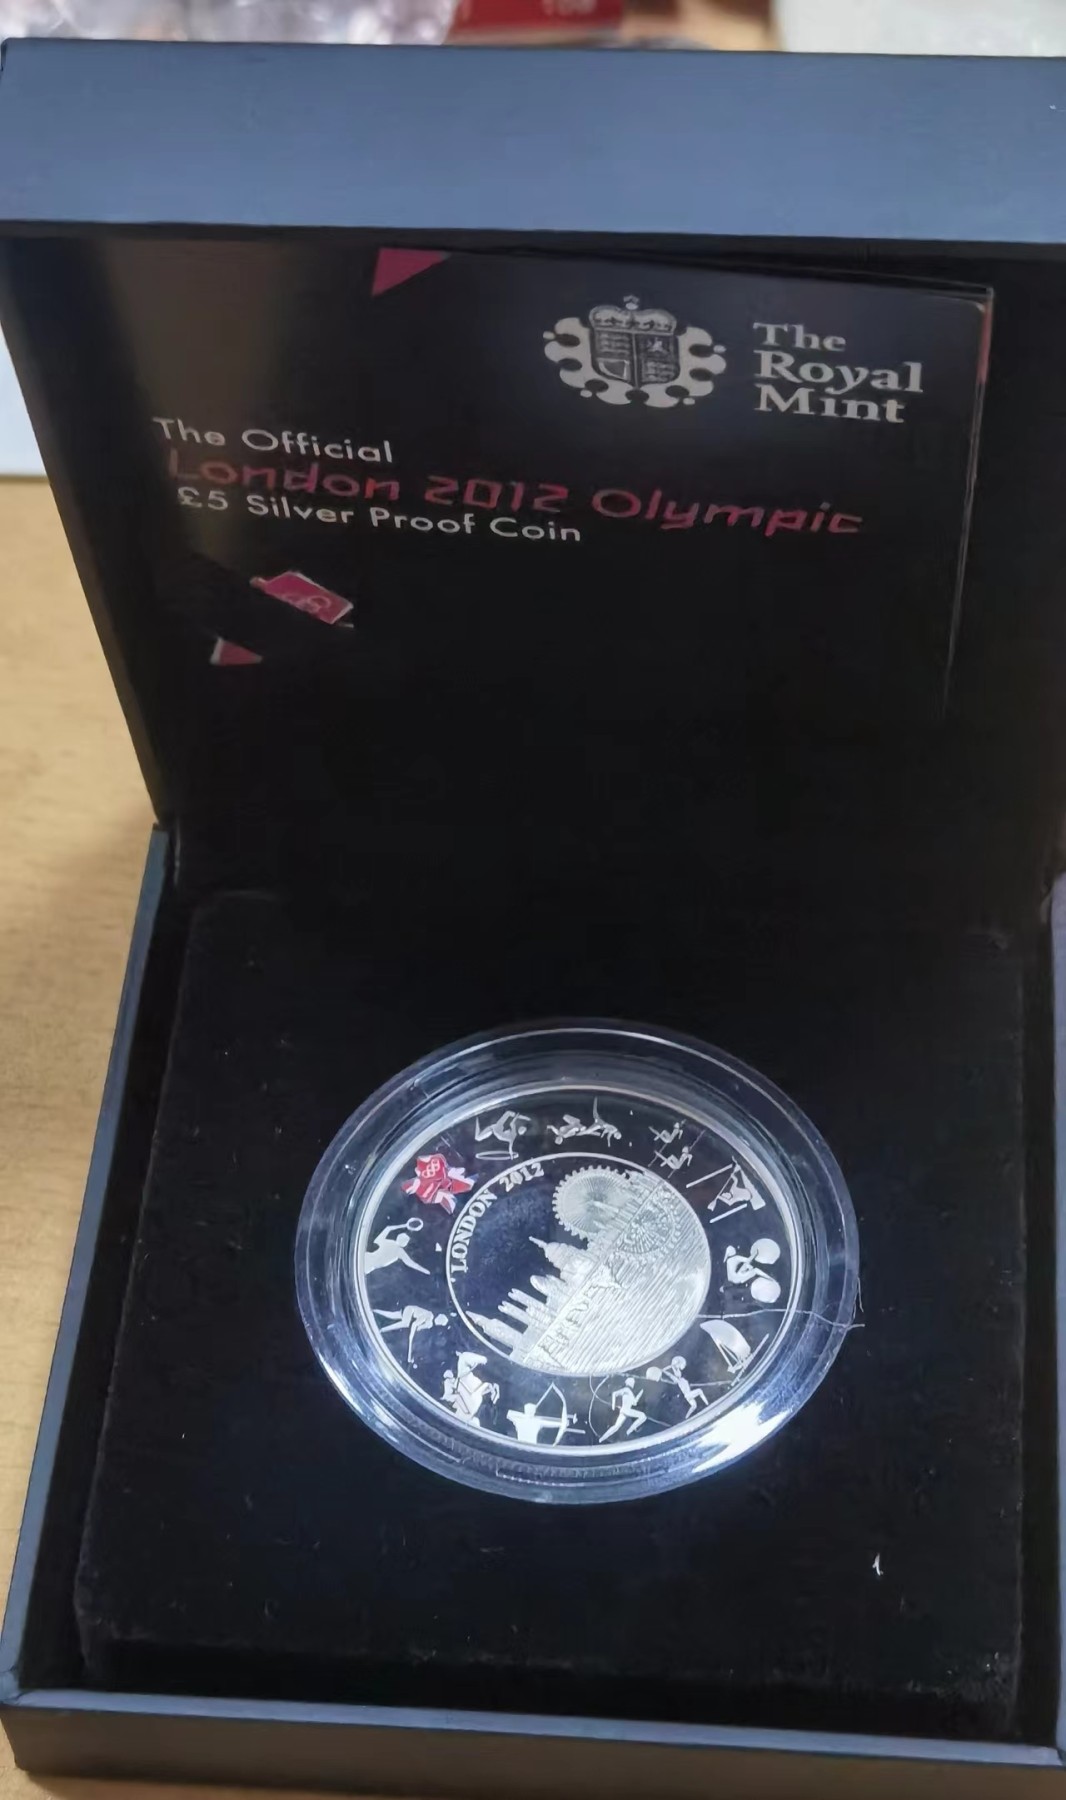 The
Royal
Mint
The Official
London 2012 Olympic
£5 Silver Proof Coin
LONDON 2012